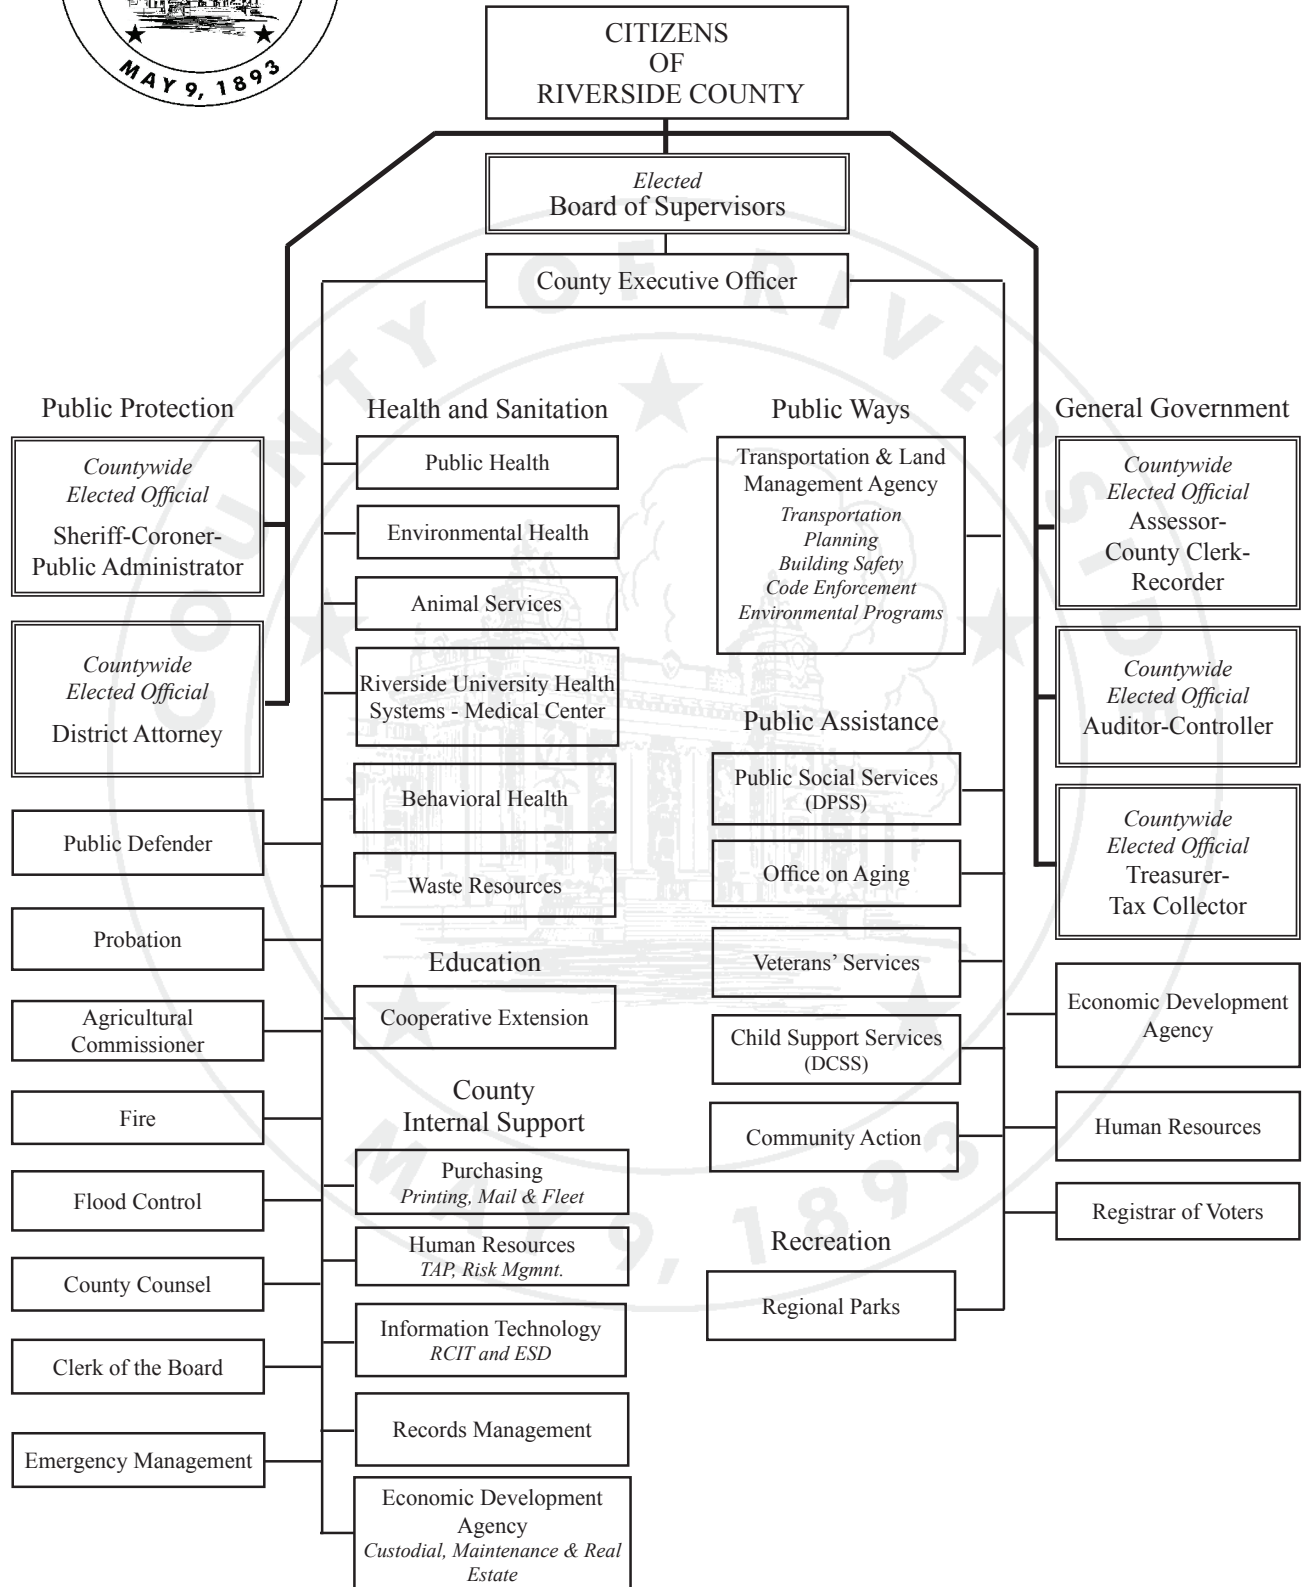 MAY 9, 1893
CITIZENS
OF
RIVERSIDE COUNTY
Elected
Board of Supervisors
County Executive Officer
COUNTY OF RIVERSIDE
MAY 9, 1893
Public Protection
Countywide
Elected Official
Sheriff-Coroner-
Public Administrator
Countywide
Elected Official
District Attorney
Public Defender
Probation
Agricultural
Commissioner
Fire
Flood Control
County Counsel
Clerk of the Board
Emergency Management
Health and Sanitation
Public Health
Environmental Health
Animal Services
Riverside University Health
Systems - Medical Center
Behavioral Health
Waste Resources
Education
Cooperative Extension
County
Internal Support
Purchasing
Printing, Mail & Fleet
Human Resources
TAP, Risk Mgmnt.
Information Technology
RCIT and ESD
Records Management
Economic Development
Agency
Custodial, Maintenance & Real
Estate
Public Ways
Transportation & Land
Management Agency
Transportation
Planning
Building Safety
Code Enforcement
Environmental Programs
Public Assistance
Public Social Services
(DPSS)
Office on Aging
Veterans’ Services
Child Support Services
(DCSS)
Community Action
Recreation
Regional Parks
General Government
Countywide
Elected Official
Assessor-
County Clerk-
Recorder
Countywide
Elected Official
Auditor-Controller
Countywide
Elected Official
Treasurer-
Tax Collector
Economic Development
Agency
Human Resources
Registrar of Voters